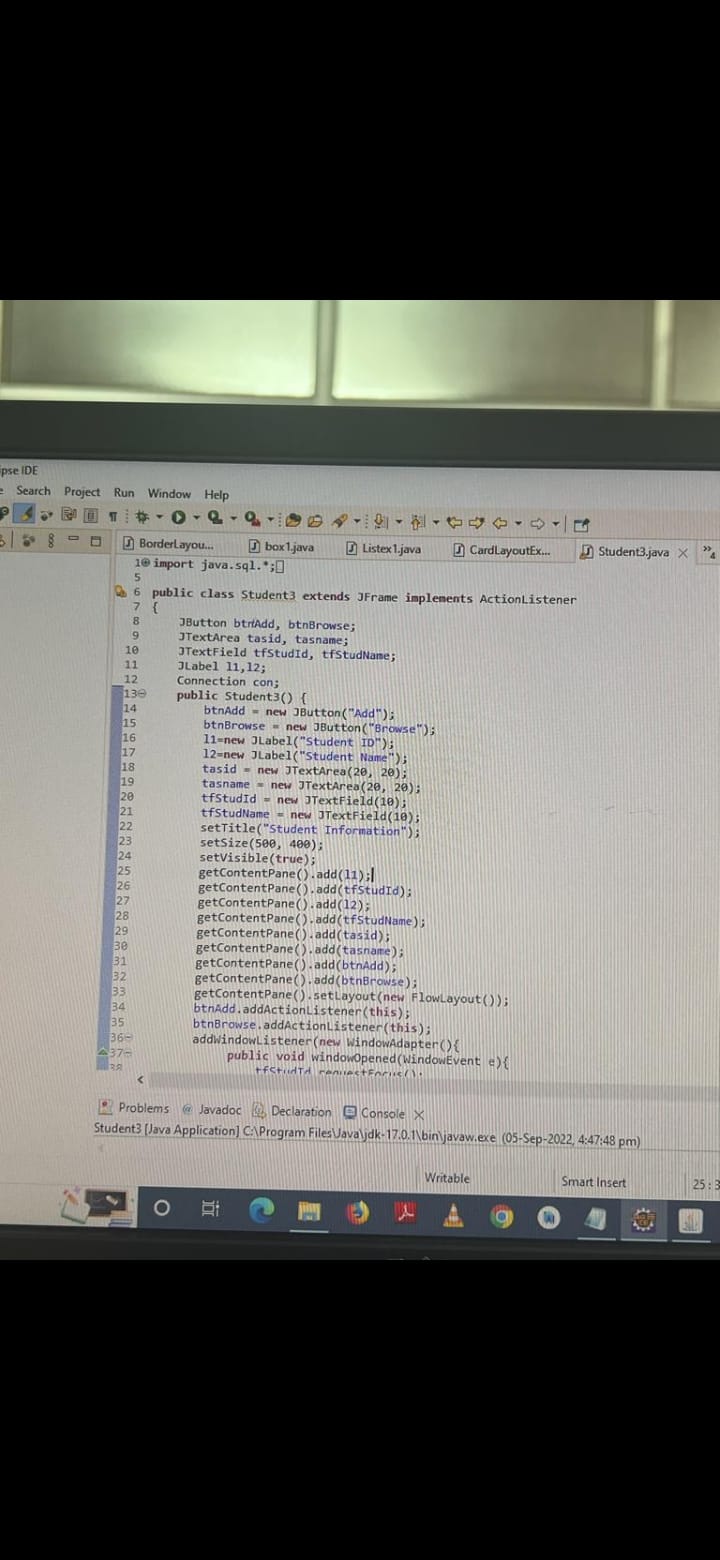 ipse IDE
Search Project Run Window Help
BorderLayou... box1.java Listex1.java CardLayoutEx... Student3.java 4
1 import java.sql.*;
5
6 public class Student3 extends JFrame implements ActionListener
7 {
8 JButton btnAdd, btnBrowse;
9 JTextArea tasid, tasname;
10 JTextField tfStudId, tfStudName;
11 JLabel l1,l2;
12 Connection con;
13 public Student3() {
14 btnAdd = new JButton("Add");
15 btnBrowse = new JButton("Browse");
16 l1=new JLabel("Student ID");
17 l2=new JLabel("Student Name");
18 tasid = new JTextArea(20, 20);
19 tasname = new JTextArea(20, 20);
20 tfStudId = new JTextField(10);
21 tfStudName = new JTextField(10);
22 setTitle("Student Information");
23 setSize(500, 400);
24 setVisible(true);
25 getContentPane().add(l1);
26 getContentPane().add(tfStudId);
27 getContentPane().add(l2);
28 getContentPane().add(tfStudName);
29 getContentPane().add(tasid);
30 getContentPane().add(tasname);
31 getContentPane().add(btnAdd);
32 getContentPane().add(btnBrowse);
33 getContentPane().setLayout(new FlowLayout());
34 btnAdd.addActionListener(this);
35 btnBrowse.addActionListener(this);
36 addWindowListener(new WindowAdapter(){
37 public void windowOpened(WindowEvent e){
38 tfStudId.requestFocus();
Problems Javadoc Declaration Console
Student3 [Java Application] C:\Program Files\Java\jdk-17.0.1\bin\javaw.exe (05-Sep-2022, 4:47:48 pm)
Writable Smart Insert 25 : 3